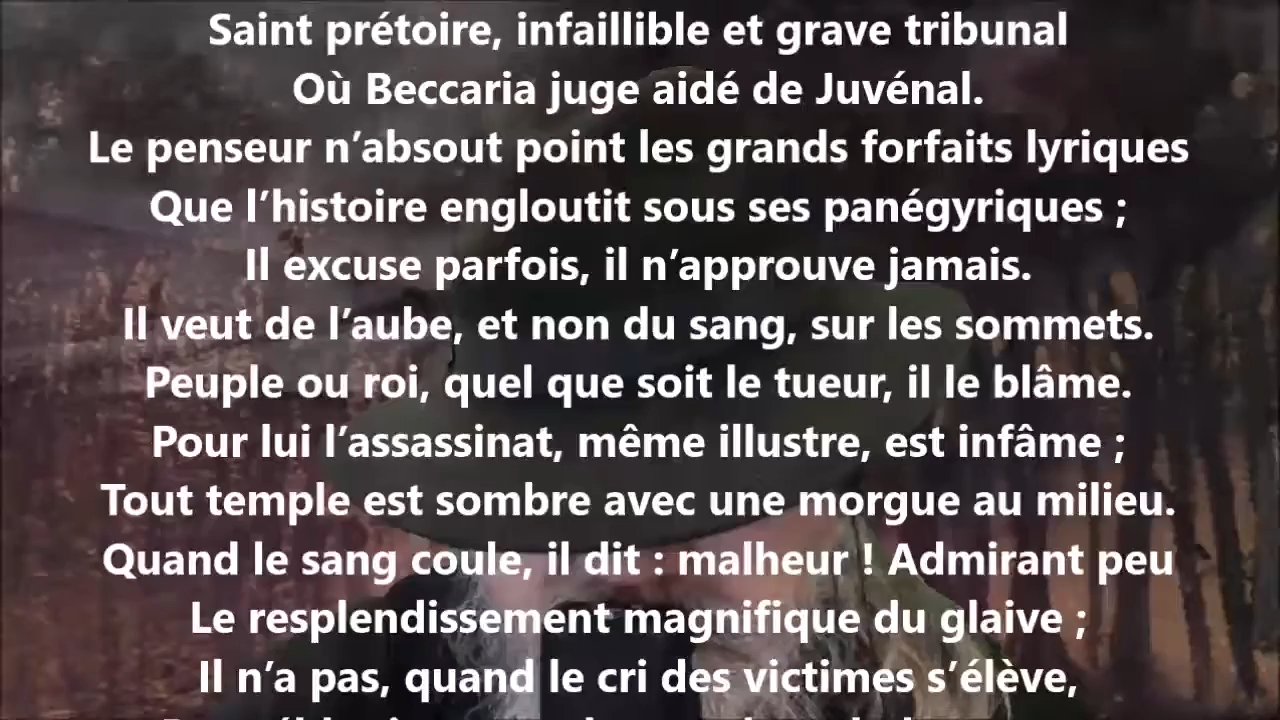 Saint prétoire, infaillible et grave tribunal
Où Beccaria juge aidé de Juvénal.
Le penseur n’absout point les grands forfaits lyriques
Que l’histoire engloutit sous ses panégyriques ;
Il excuse parfois, il n’approuve jamais.
Il veut de l’aube, et non du sang, sur les sommets.
Peuple ou roi, quel que soit le tueur, il le blâme.
Pour lui l’assassinat, même illustre, est infâme ;
Tout temple est sombre avec une morgue au milieu.
Quand le sang coule, il dit : malheur ! Admirant peu
Le resplendissement magnifique du glaive ;
Il n’a pas, quand le cri des victimes s’élève,